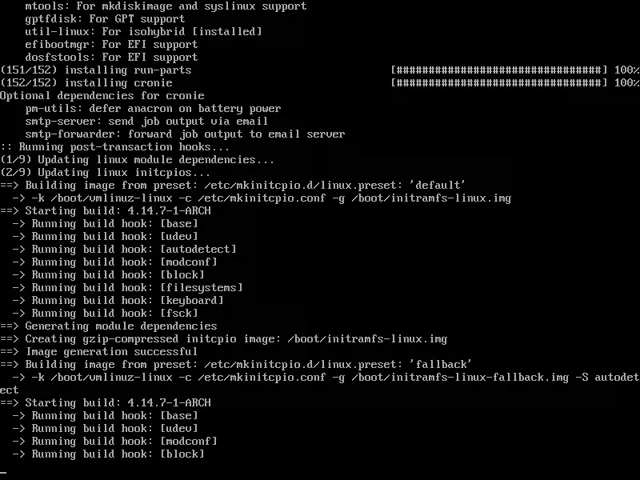 mtools: For mkdiskimage and syslinux support
gptfdisk: For GPT support
util-linux: For isohybrid [installed]
efibootmgr: For EFI support
dosfstools: For EFI support
(151/152) installing run-parts [################################] 100%
(152/152) installing cronie [################################] 100%
Optional dependencies for cronie
pm-utils: defer anacron on battery power
smtp-server: send job output via email
smtp-forwarder: forward job output to email server
:: Running post-transaction hooks...
(1/9) Updating linux module dependencies...
(2/9) Updating linux initcpios...
==> Building image from preset: /etc/mkinitcpio.d/linux.preset: 'default'
-> -k /boot/vmlinuz-linux -c /etc/mkinitcpio.conf -g /boot/initramfs-linux.img
==> Starting build: 4.14.7-1-ARCH
-> Running build hook: [base]
-> Running build hook: [udev]
-> Running build hook: [autodetect]
-> Running build hook: [modconf]
-> Running build hook: [block]
-> Running build hook: [filesystems]
-> Running build hook: [keyboard]
-> Running build hook: [fsck]
==> Generating module dependencies
==> Creating gzip-compressed initcpio image: /boot/initramfs-linux.img
==> Image generation successful
==> Building image from preset: /etc/mkinitcpio.d/linux.preset: 'fallback'
-> -k /boot/vmlinuz-linux -c /etc/mkinitcpio.conf -g /boot/initramfs-linux-fallback.img -S autodet
ect
==> Starting build: 4.14.7-1-ARCH
-> Running build hook: [base]
-> Running build hook: [udev]
-> Running build hook: [modconf]
-> Running build hook: [block]